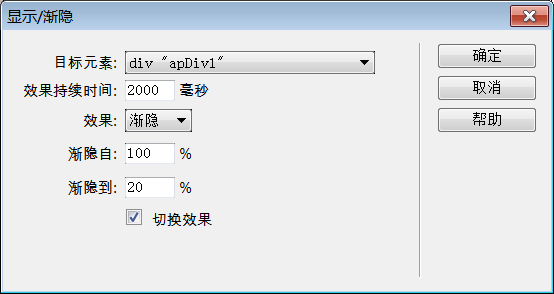 显示/渐隐
目标元素: div "apDiv1"
效果持续时间: 2000 毫秒
效果: 渐隐
渐隐自: 100 %
渐隐到: 20 %
切换效果
确定
取消
帮助